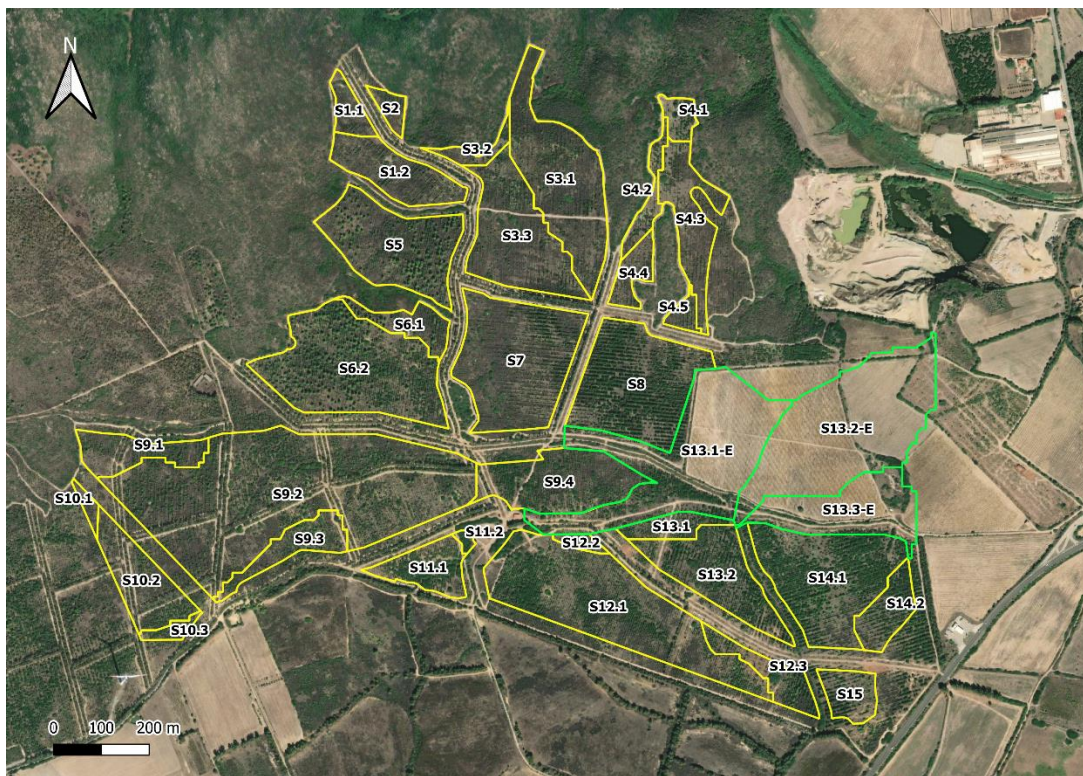 N
S1.1
S2
S4.1
S3.2
S1.2
S3.1
S4.2
S4.3
S5
S3.3
S4.4
S4.5
S6.1
S6.2
S7
S8
S13.2-E
S9.1
S13.1-E
S9.4
S10.1
S9.2
S13.3-E
S13.1
S11.2
S9.3
S12.2
S11.1
S13.2
S14.1
S10.2
S14.2
S12.1
S10.3
S12.3
S15
0 100 200 m